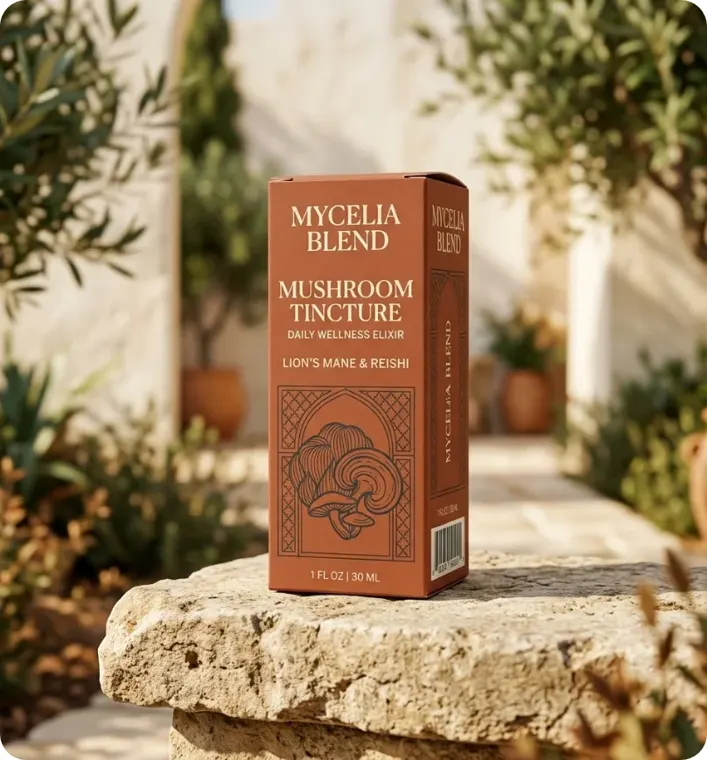 MYCELIA
BLEND
MUSHROOM
TINCTURE
DAILY WELLNESS ELIXIR
LION'S MANE & REISHI
1 FL OZ | 30 ML
MYCELIA
BLEND
MYCELIA BLEND